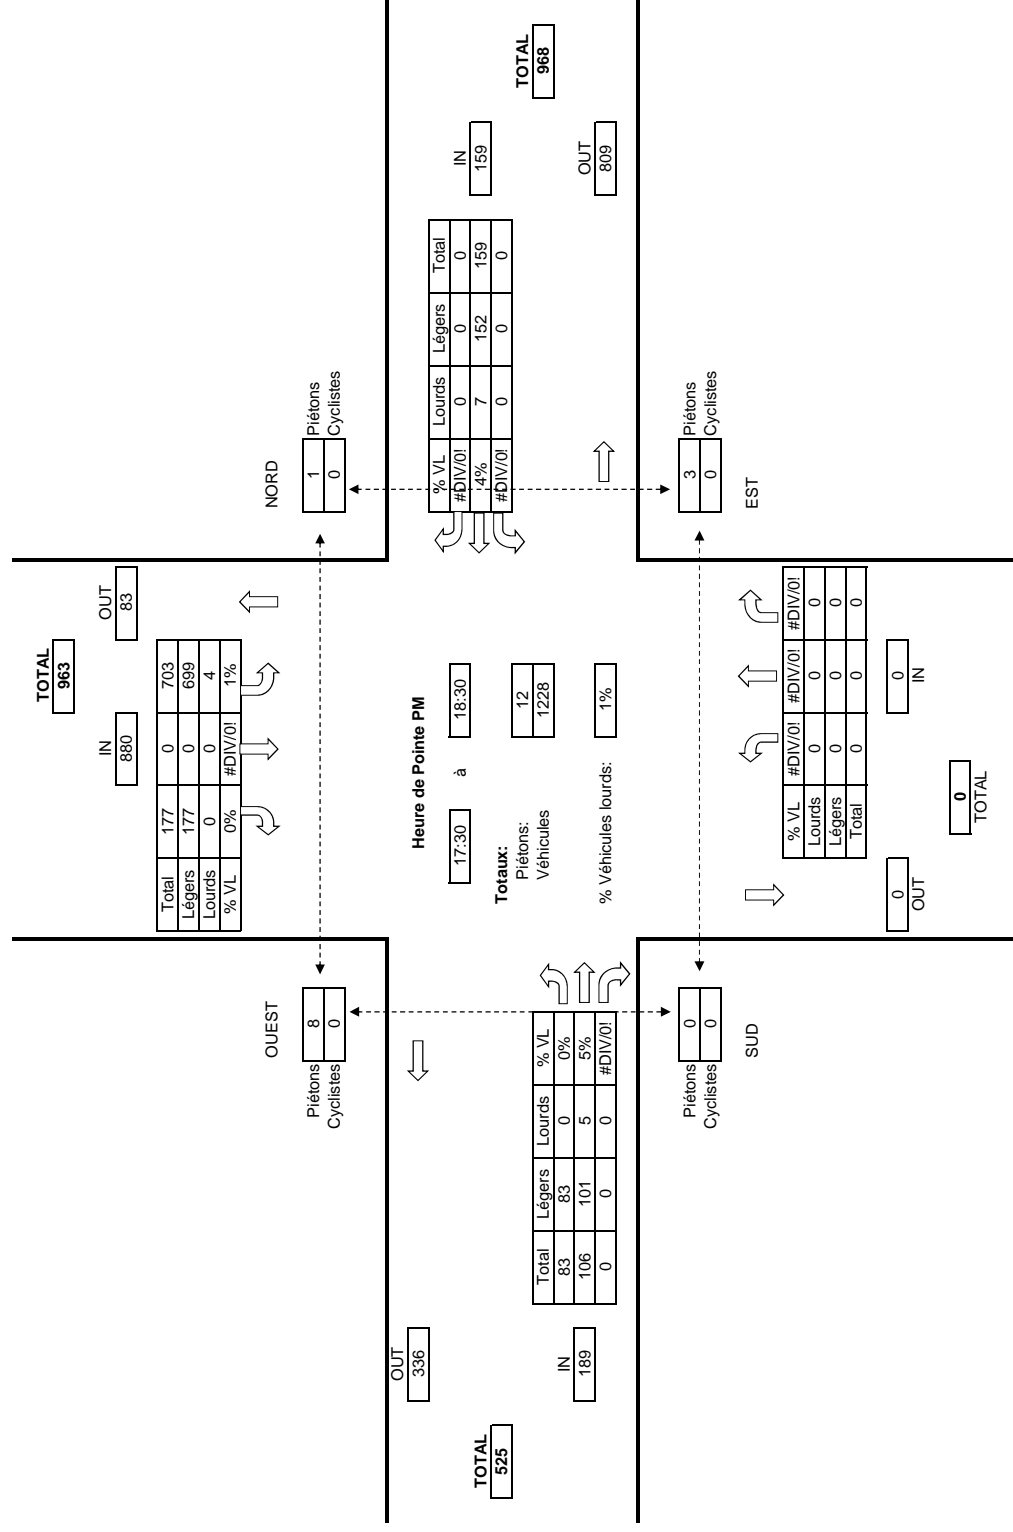 TOTAL
963
IN OUT
880 83
Total 177 0 703
Légers 177 0 699
Lourds 0 0 4
% VL 0% #DIV/0! 1%
OUEST
Piétons 8
Cyclistes 0
NORD
1 Piétons
0 Cyclistes
OUT
336
TOTAL
525
IN
189
Total Légers Lourds % VL
83 83 0 0%
106 101 5 5%
0 0 0 #DIV/0!
Heure de Pointe PM
17:30 à 18:30
Totaux:
Piétons: 12
Véhicules 1228
% Véhicules lourds: 1%
% VL Lourds Légers Total
#DIV/0! 0 0 0
4% 7 152 159
#DIV/0! 0 0 0
IN
159
TOTAL
968
OUT
809
Piétons 0
Cyclistes 0
SUD
3 Piétons
0 Cyclistes
EST
% VL #DIV/0! #DIV/0! #DIV/0!
Lourds 0 0 0
Légers 0 0 0
Total 0 0 0
0 0
OUT IN
0
TOTAL